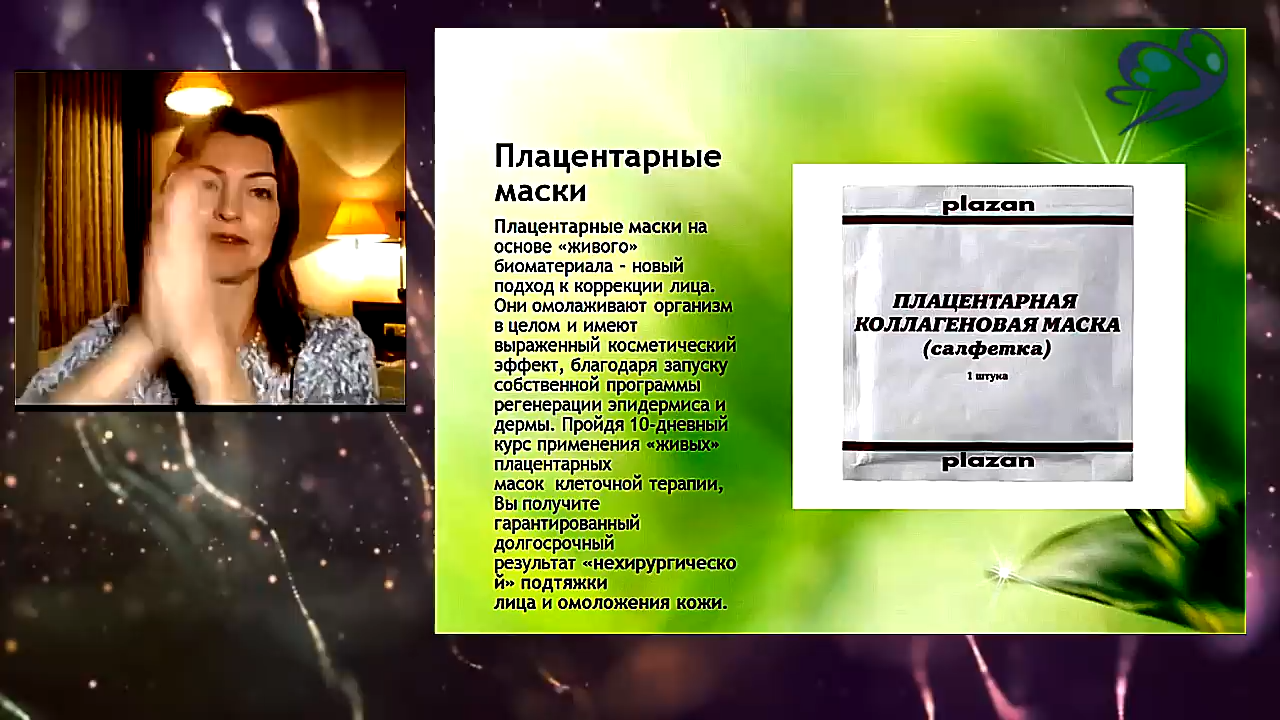 Плацентарные
маски
Плацентарные маски на
основе «живого»
биоматериала - новый
подход к коррекции лица.
Они омолаживают организм
в целом и имеют
выраженный косметический
эффект, благодаря запуску
собственной программы
регенерации эпидермиса и
дермы. Пройдя 10-дневный
курс применения «живых»
плацентарных
масок клеточной терапии,
Вы получите
гарантированный
долгосрочный
результат «нехирургическо
й» подтяжки
лица и омоложения кожи.
plazan
ПЛАЦЕНТАРНАЯ
КОЛЛАГЕНОВАЯ МАСКА
(салфетка)
1 штука
plazan